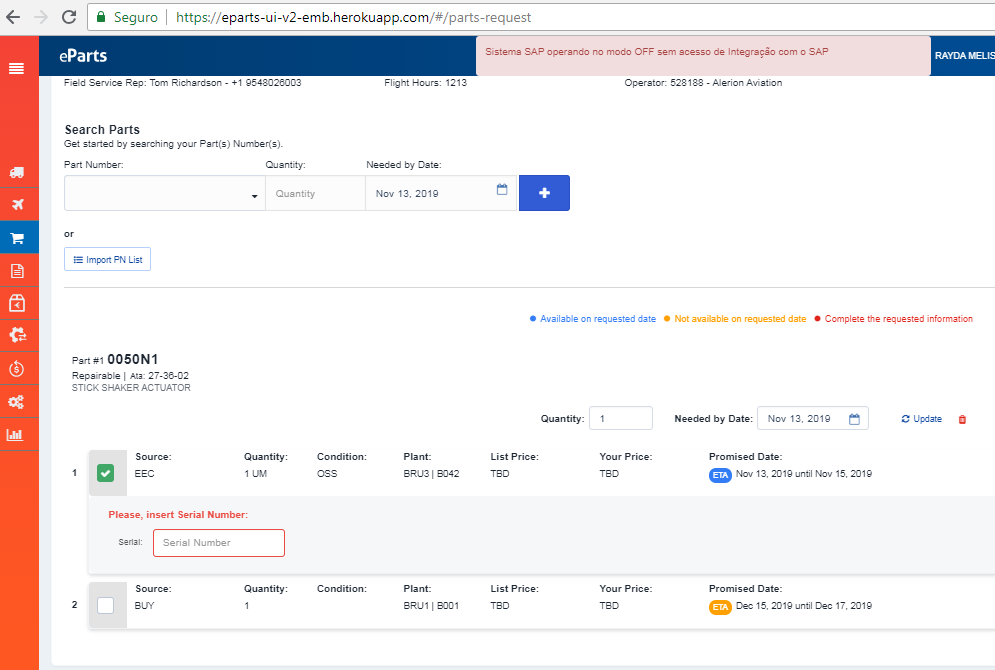 Seguro | https://eparts-ui-v2-emb.herokuapp.com/#/parts-request
eParts
Sistema SAP operando no modo OFF sem acesso de Integração com o SAP
RAYDA MELIS
Field Service Rep: Tom Richardson - +1 9548026003 Flight Hours: 1213 Operator: 528188 - Alerion Aviation
Search Parts
Get started by searching your Part(s) Number(s).
Part Number: Quantity: Needed by Date:
Quantity Nov 13, 2019 +
or
Import PN List
Available on requested date Not available on requested date Complete the requested information
Part #1 0050N1
Repairable | Ata: 27-36-02
STICK SHAKER ACTUATOR
Quantity: 1 Needed by Date: Nov 13, 2019 Update
Source: Quantity: Condition: Plant: List Price: Your Price: Promised Date:
1 EEC 1 UM OSS BRU3 | B042 TBD TBD ETA Nov 13, 2019 until Nov 15, 2019
Please, insert Serial Number:
Serial: Serial Number
Source: Quantity: Condition: Plant: List Price: Your Price: Promised Date:
2 BUY 1 BRU1 | B001 TBD TBD ETA Dec 15, 2019 until Dec 17, 2019